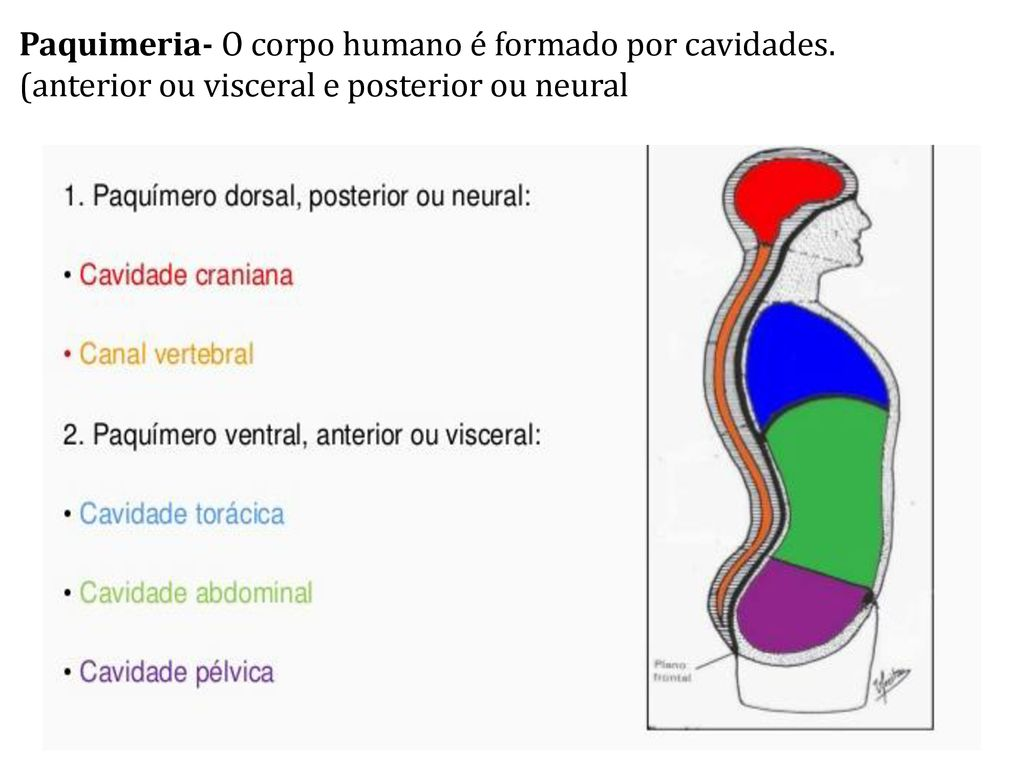 Paquimeria- O corpo humano é formado por cavidades.
(anterior ou visceral e posterior ou neural
1. Paquímero dorsal, posterior ou neural:
• Cavidade craniana
• Canal vertebral
2. Paquímero ventral, anterior ou visceral:
• Cavidade torácica
• Cavidade abdominal
• Cavidade pélvica
Plano
frontal